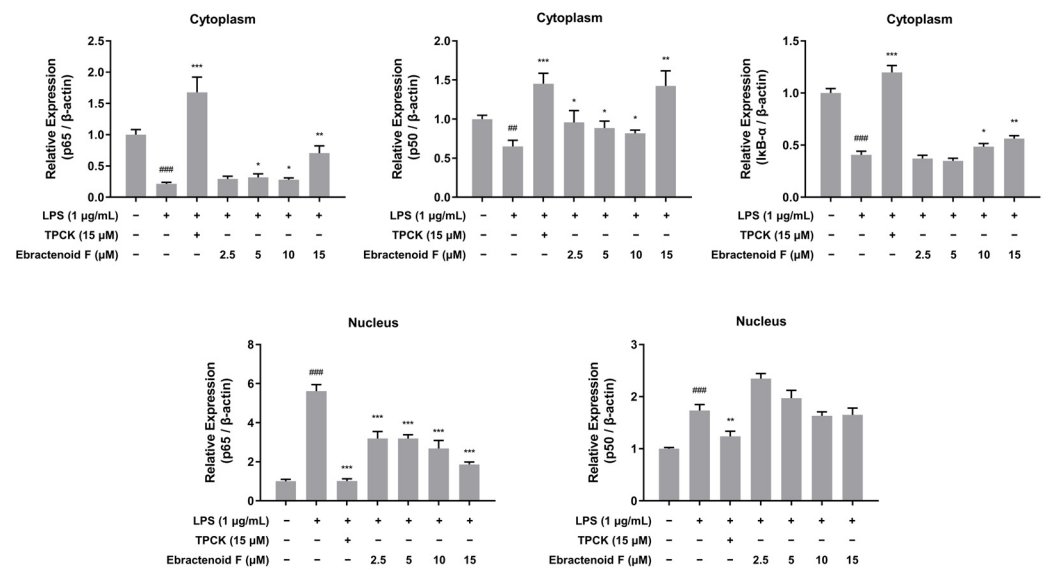 Cytoplasm
Relative Expression
(p65 / β-actin)
2.5
2.0
1.5
1.0
0.5
0.0
###
***
*
*
**
LPS (1 μg/mL) − + + + + + +
TPCK (15 μM) − − + − − − −
Ebractenoid F (μM) − − − 2.5 5 10 15
Cytoplasm
Relative Expression
(p50 / β-actin)
2.0
1.5
1.0
0.5
0.0
##
***
*
*
*
**
LPS (1 μg/mL) − + + + + + +
TPCK (15 μM) − − + − − − −
Ebractenoid F (μM) − − − 2.5 5 10 15
Cytoplasm
Relative Expression
(IκB-α / β-actin)
1.5
1.0
0.5
0.0
###
***
*
**
LPS (1 μg/mL) − + + + + + +
TPCK (15 μM) − − + − − − −
Ebractenoid F (μM) − − − 2.5 5 10 15
Nucleus
Relative Expression
(p65 / β-actin)
8
6
4
2
0
###
***
***
***
***
***
LPS (1 μg/mL) − + + + + + +
TPCK (15 μM) − − + − − − −
Ebractenoid F (μM) − − − 2.5 5 10 15
Nucleus
Relative Expression
(p50 / β-actin)
3
2
1
0
###
**
LPS (1 μg/mL) − + + + + + +
TPCK (15 μM) − − + − − − −
Ebractenoid F (μM) − − − 2.5 5 10 15